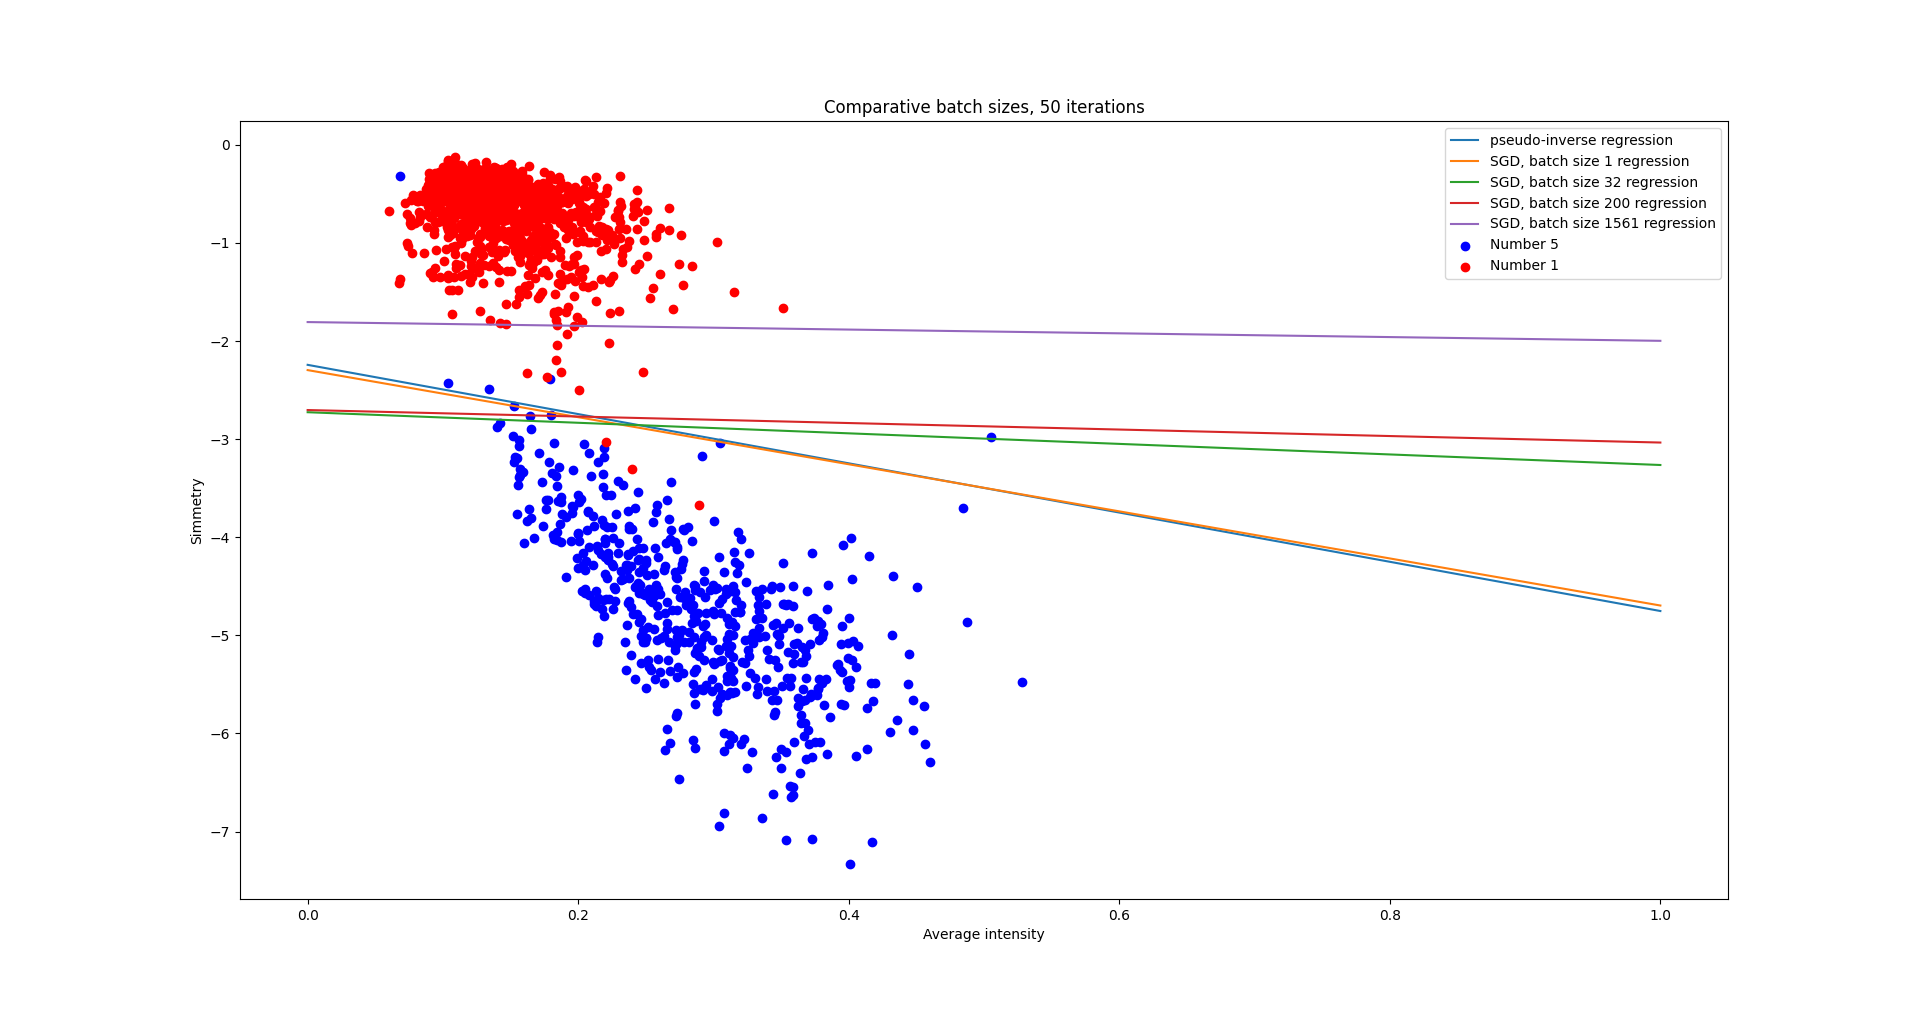 Comparative batch sizes, 50 iterations
pseudo-inverse regression
SGD, batch size 1 regression
SGD, batch size 32 regression
SGD, batch size 200 regression
SGD, batch size 1561 regression
Number 5
Number 1
0
−1
−2
−3
−4
−5
−6
−7
Simmetry
0.0 0.2 0.4 0.6 0.8 1.0
Average intensity